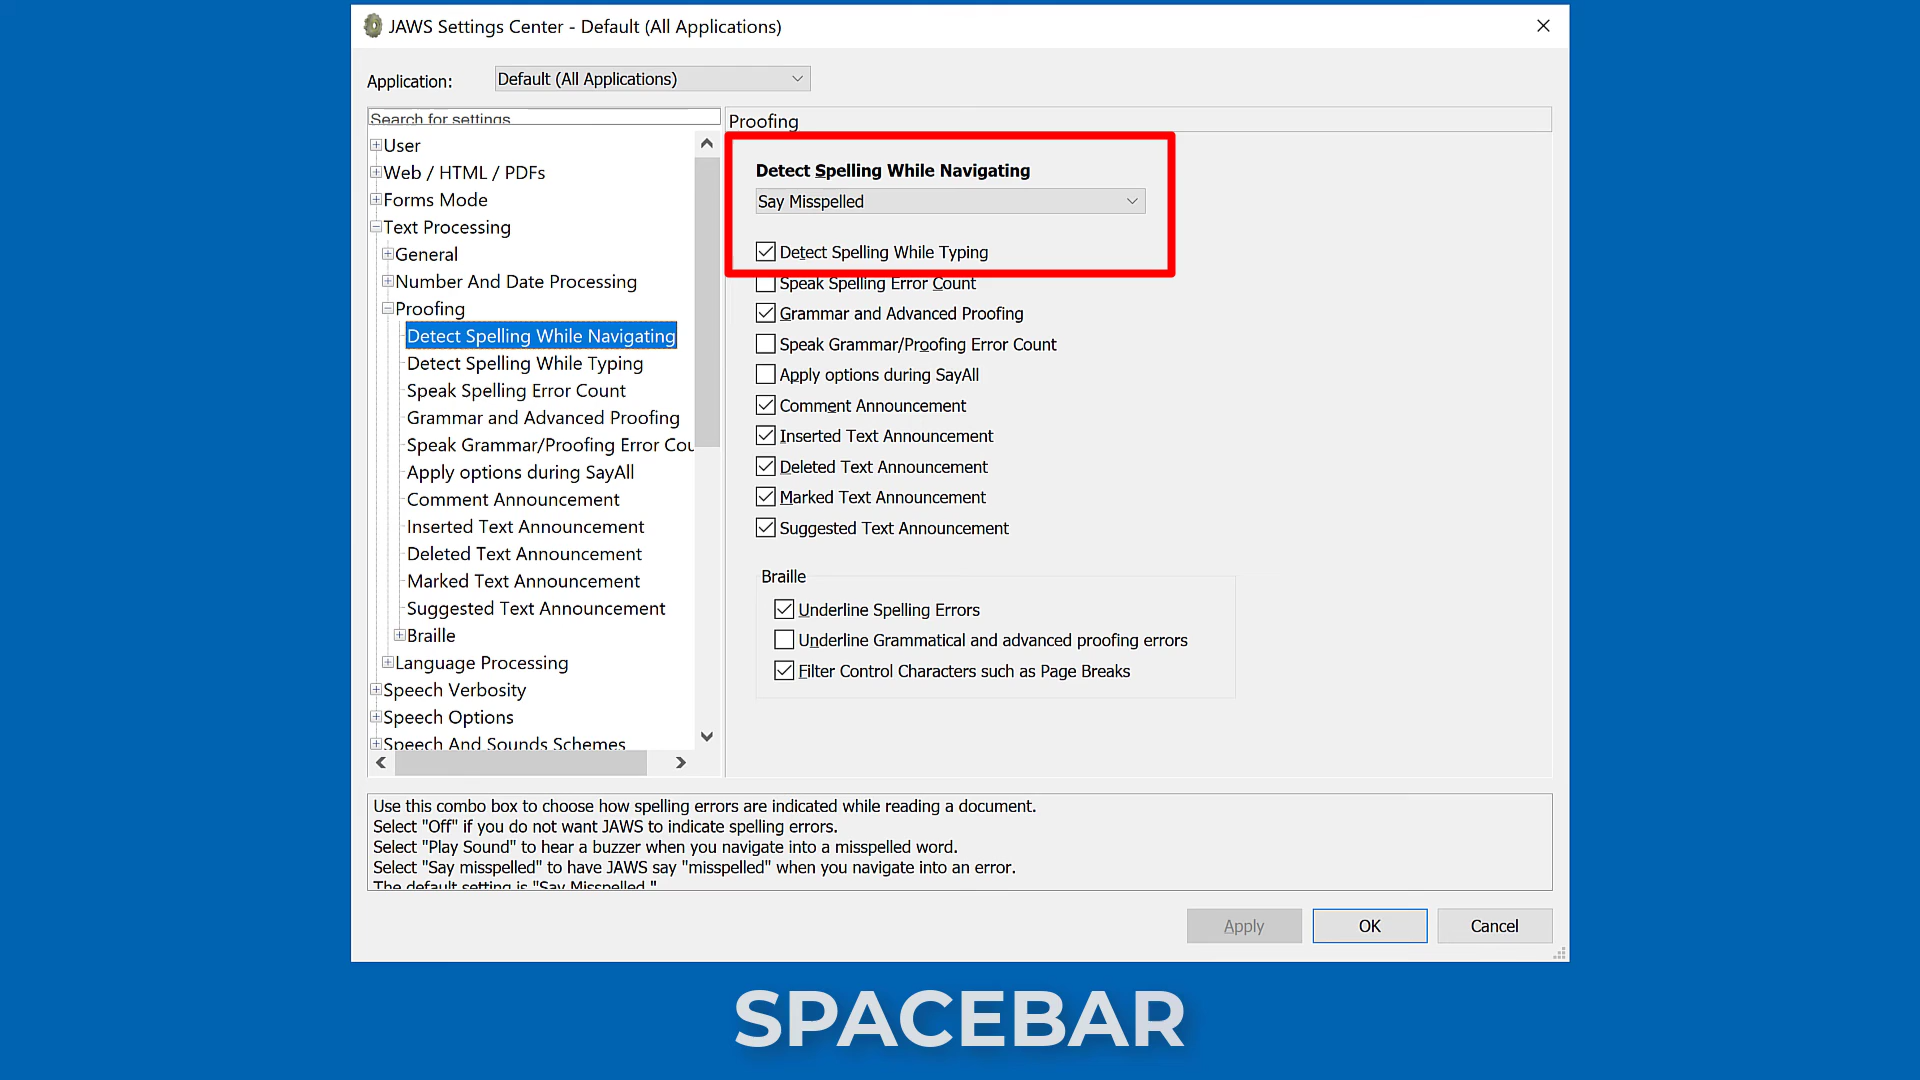 JAWS Settings Center - Default (All Applications)
Application:
Default (All Applications)
Search for settings
User
Web / HTML / PDFs
Forms Mode
Text Processing
General
Number And Date Processing
Proofing
Detect Spelling While Navigating
Detect Spelling While Typing
Speak Spelling Error Count
Grammar and Advanced Proofing
Speak Grammar/Proofing Error Cou
Apply options during SayAll
Comment Announcement
Inserted Text Announcement
Deleted Text Announcement
Marked Text Announcement
Suggested Text Announcement
Braille
Language Processing
Speech Verbosity
Speech Options
Speech And Sounds Schemes
Proofing
Detect Spelling While Navigating
Say Misspelled
Detect Spelling While Typing
Speak Spelling Error Count
Grammar and Advanced Proofing
Speak Grammar/Proofing Error Count
Apply options during SayAll
Comment Announcement
Inserted Text Announcement
Deleted Text Announcement
Marked Text Announcement
Suggested Text Announcement
Braille
Underline Spelling Errors
Underline Grammatical and advanced proofing errors
Filter Control Characters such as Page Breaks
Use this combo box to choose how spelling errors are indicated while reading a document.
Select "Off" if you do not want JAWS to indicate spelling errors.
Select "Play Sound" to hear a buzzer when you navigate into a misspelled word.
Select "Say misspelled" to have JAWS say "misspelled" when you navigate into an error.
The default setting is "Say Misspelled."
Apply
OK
Cancel
SPACEBAR